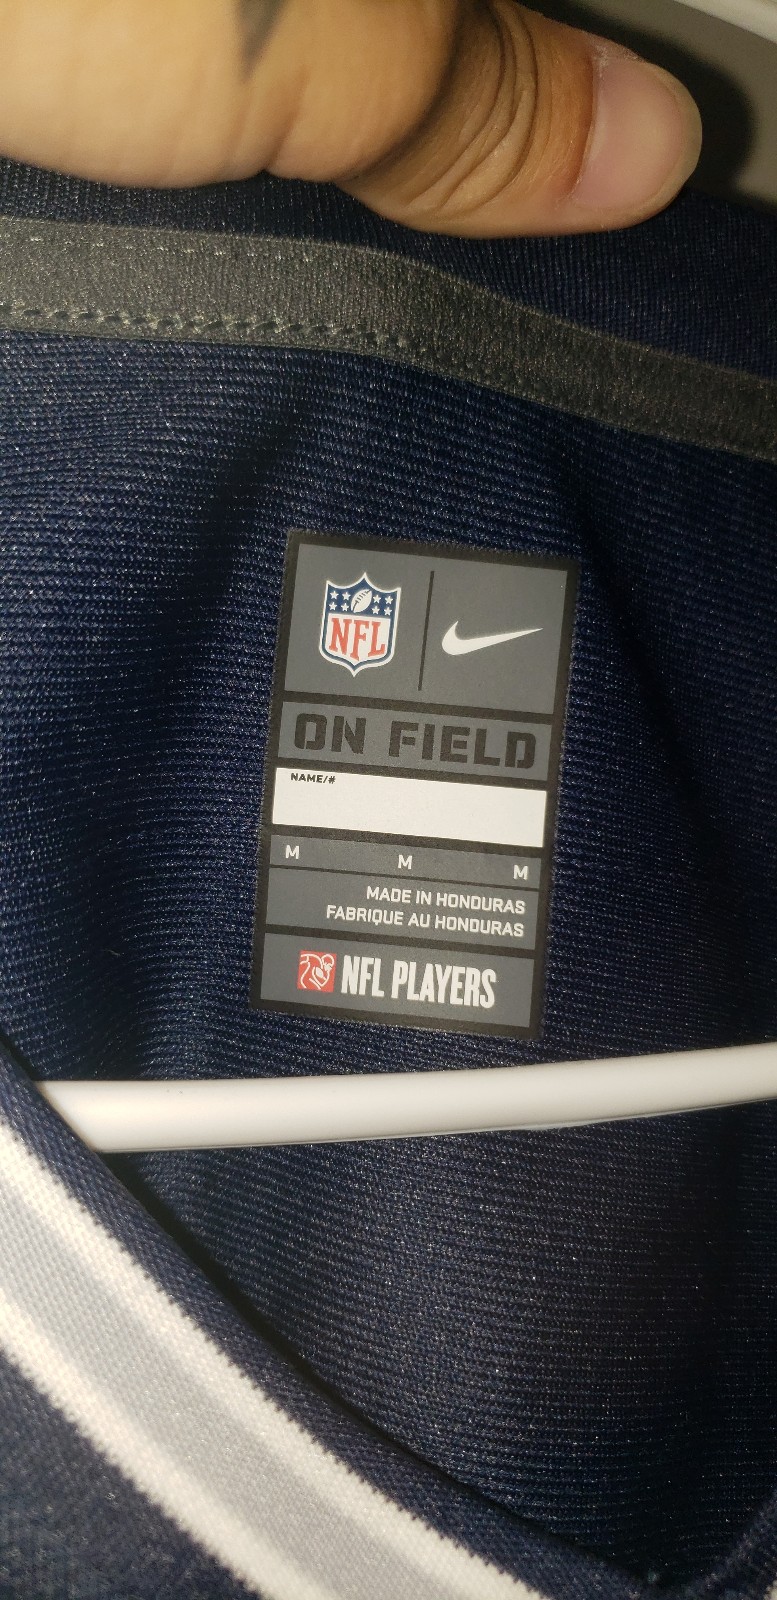 NFL
ON FIELD
NAME/#
M M M
MADE IN HONDURAS
FABRIQUE AU HONDURAS
NFL PLAYERS